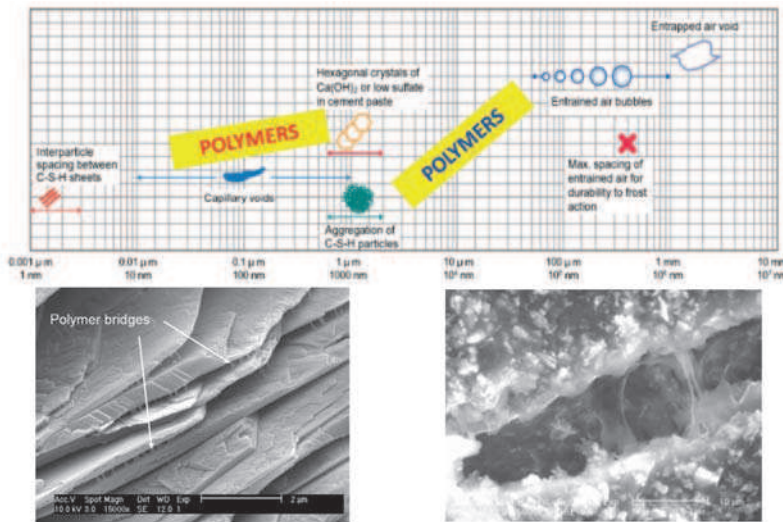 Entrapped air void
Hexagonal crystals of
Ca(OH)₂ or low sulfate
in cement paste
Entrained air bubbles
POLYMERS
POLYMERS
Interparticle
spacing between
C-S-H sheets
Capillary voids
Max. spacing of
entrained air for
durability to frost
action
Aggregation of
C-S-H particles
0.001 µm 0.01 µm 0.1 µm 1 µm 10 µm 100 µm 1 mm 10 mm
1 nm 10 nm 100 nm 1000 nm 10⁴ nm 10⁵ nm 10⁶ nm 10⁷ nm
Polymer bridges
Acc.V Spot Magn Det WD Exp
10.0 kV 3.0 15000x SE 12.0 1
2 µm